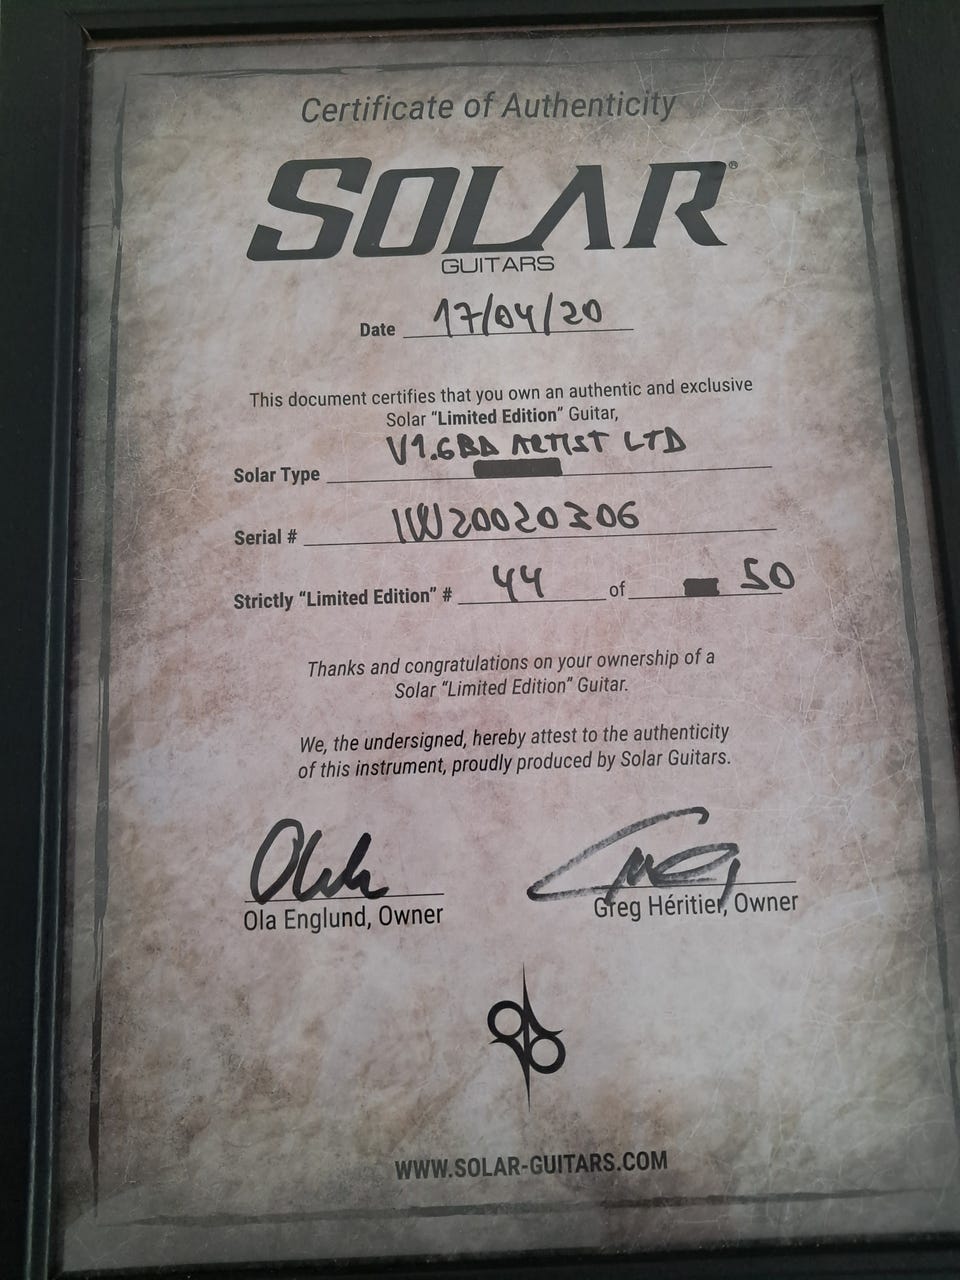 Certificate of Authenticity
SOLAR®
GUITARS
Date 17/04/20
This document certifies that you own an authentic and exclusive
Solar "Limited Edition" Guitar,
Solar Type V1.6BD ARTIST LTD
Serial # IW20020306
Strictly "Limited Edition" # 44 of 50
Thanks and congratulations on your ownership of a
Solar "Limited Edition" Guitar.
We, the undersigned, hereby attest to the authenticity
of this instrument, proudly produced by Solar Guitars.
Ola Englund, Owner
Greg Héritier, Owner
WWW.SOLAR-GUITARS.COM